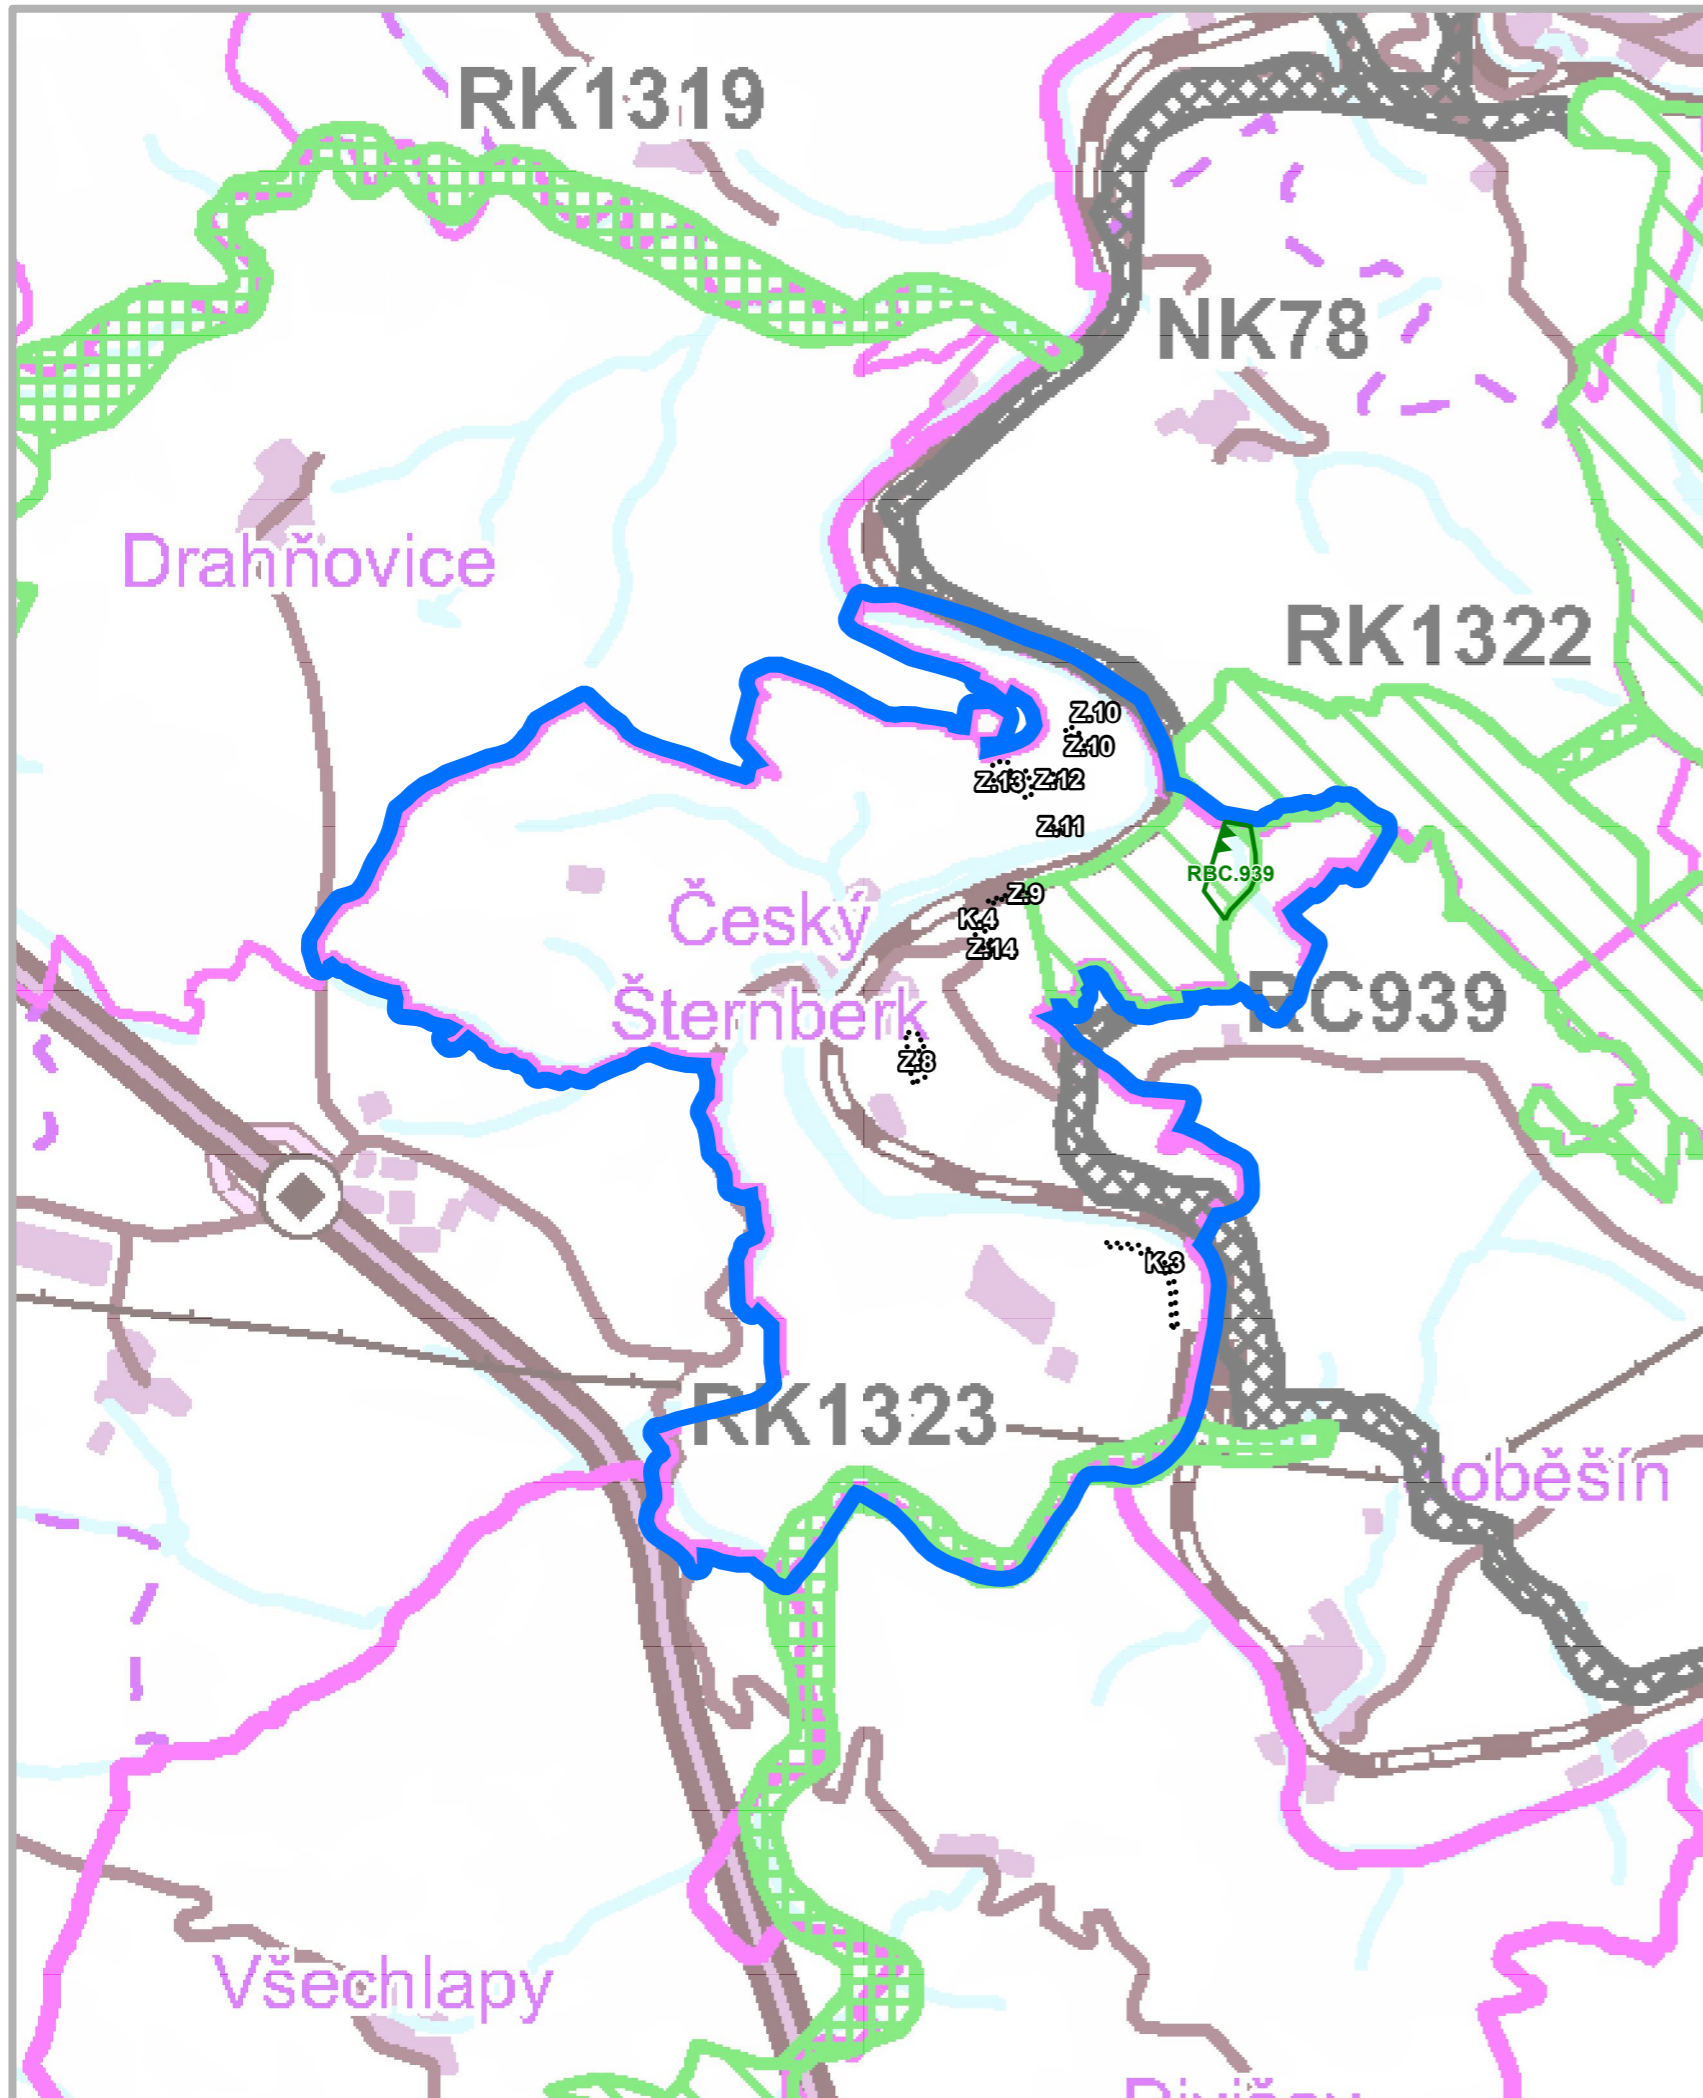 RK1319
NK78
Drahňovice
RK1322
Z.10
Z.10
Z.13
Z.12
Z.11
RBC.939
Z.9
Český
K.4
Z.14
Šternberk
RC939
Z.8
K.3
RK1323
oběšín
Všechlapy